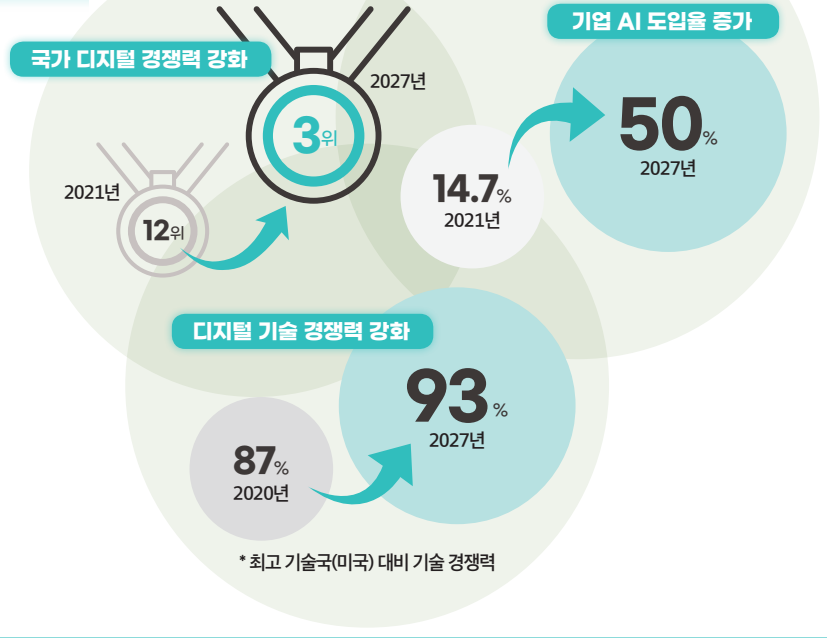 국가 디지털 경쟁력 강화
2021년
12위
2027년
3위
기업 AI 도입율 증가
14.7%
2021년
50%
2027년
디지털 기술 경쟁력 강화
87%
2020년
93%
2027년
* 최고 기술국(미국) 대비 기술 경쟁력